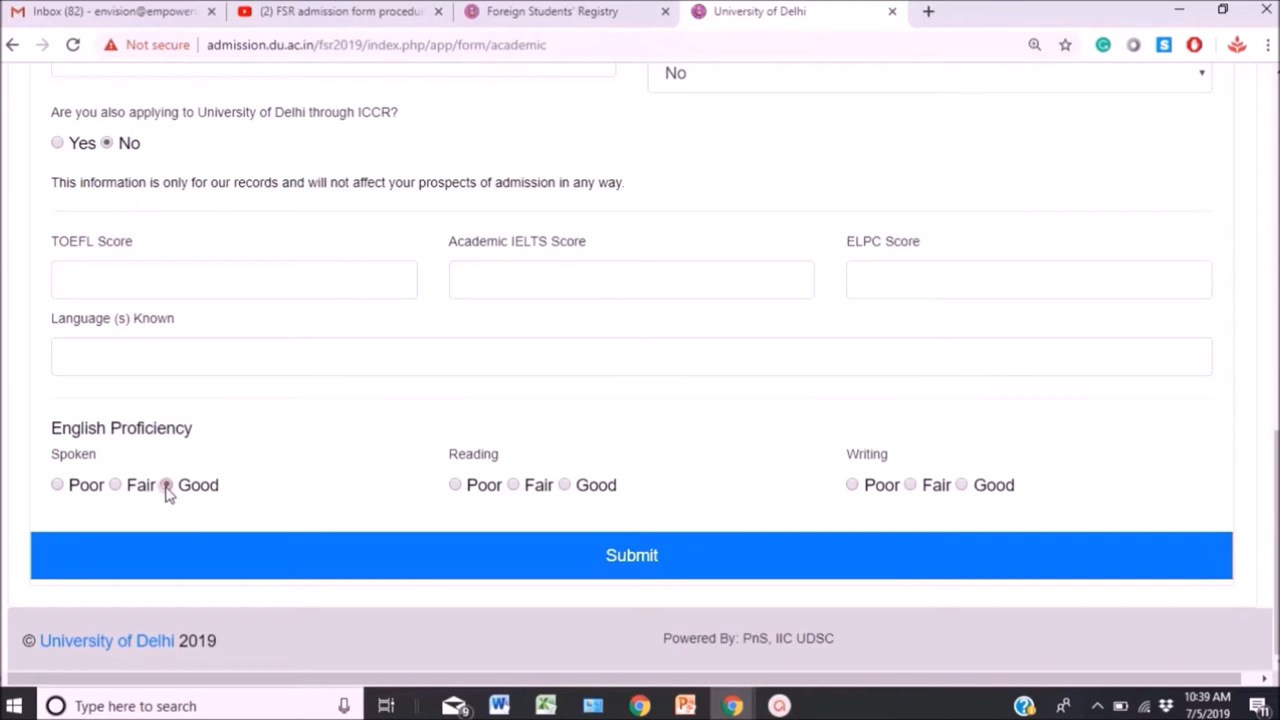 Inbox (82) - envision@empower
(2) FSR admission form procedu
Foreign Students' Registry
University of Delhi
Not secure
admission.du.ac.in/fsr2019/index.php/app/form/academic
No
Are you also applying to University of Delhi through ICCR?
Yes No
This information is only for our records and will not affect your prospects of admission in any way.
TOEFL Score
Academic IELTS Score
ELPC Score
Language (s) Known
English Proficiency
Spoken
Reading
Writing
Poor Fair Good
Poor Fair Good
Poor Fair Good
Submit
© University of Delhi 2019
Powered By: PnS, IIC UDSC
Type here to search
9
10:39 AM
7/5/2019
11